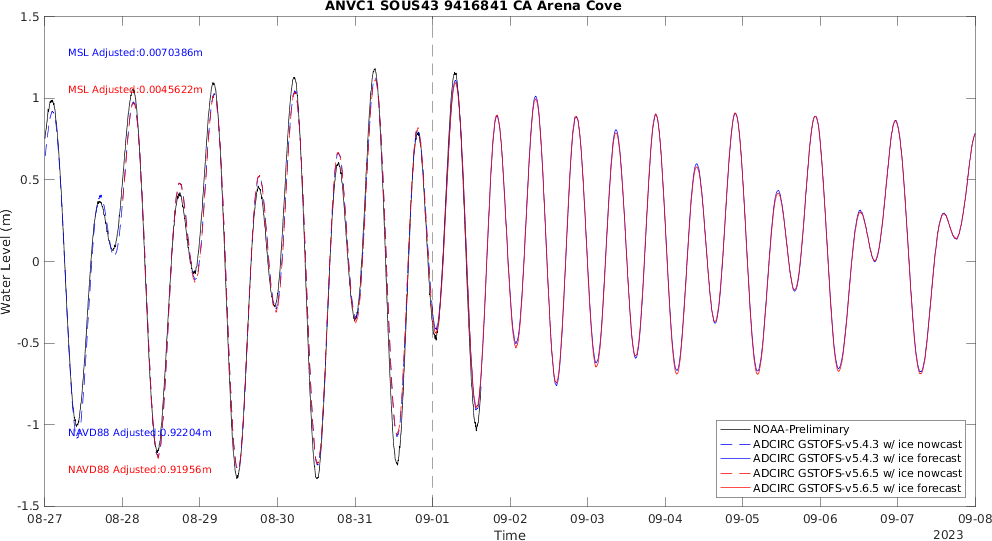 ANVC1 SOUS43 9416841 CA Arena Cove
MSL Adjusted:0.0070386m
MSL Adjusted:0.0045622m
NAVD88 Adjusted:0.92204m
NAVD88 Adjusted:0.91956m
Water Level (m)
1.5
1
0.5
0
-0.5
-1
-1.5
NOAA-Preliminary
ADCIRC GSTOFS-v5.4.3 w/ ice nowcast
ADCIRC GSTOFS-v5.4.3 w/ ice forecast
ADCIRC GSTOFS-v5.6.5 w/ ice nowcast
ADCIRC GSTOFS-v5.6.5 w/ ice forecast
08-27 08-28 08-29 08-30 08-31 09-01 09-02 09-03 09-04 09-05 09-06 09-07 09-08
Time
2023